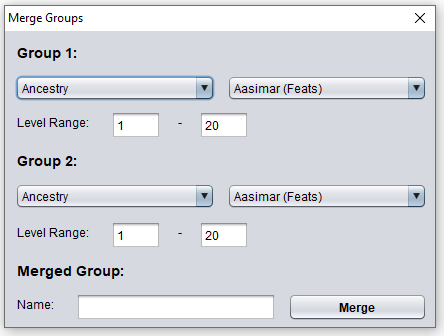 Merge Groups
Group 1:
Ancestry Aasimar (Feats)
Level Range: 1 - 20
Group 2:
Ancestry Aasimar (Feats)
Level Range: 1 - 20
Merged Group:
Name: Merge